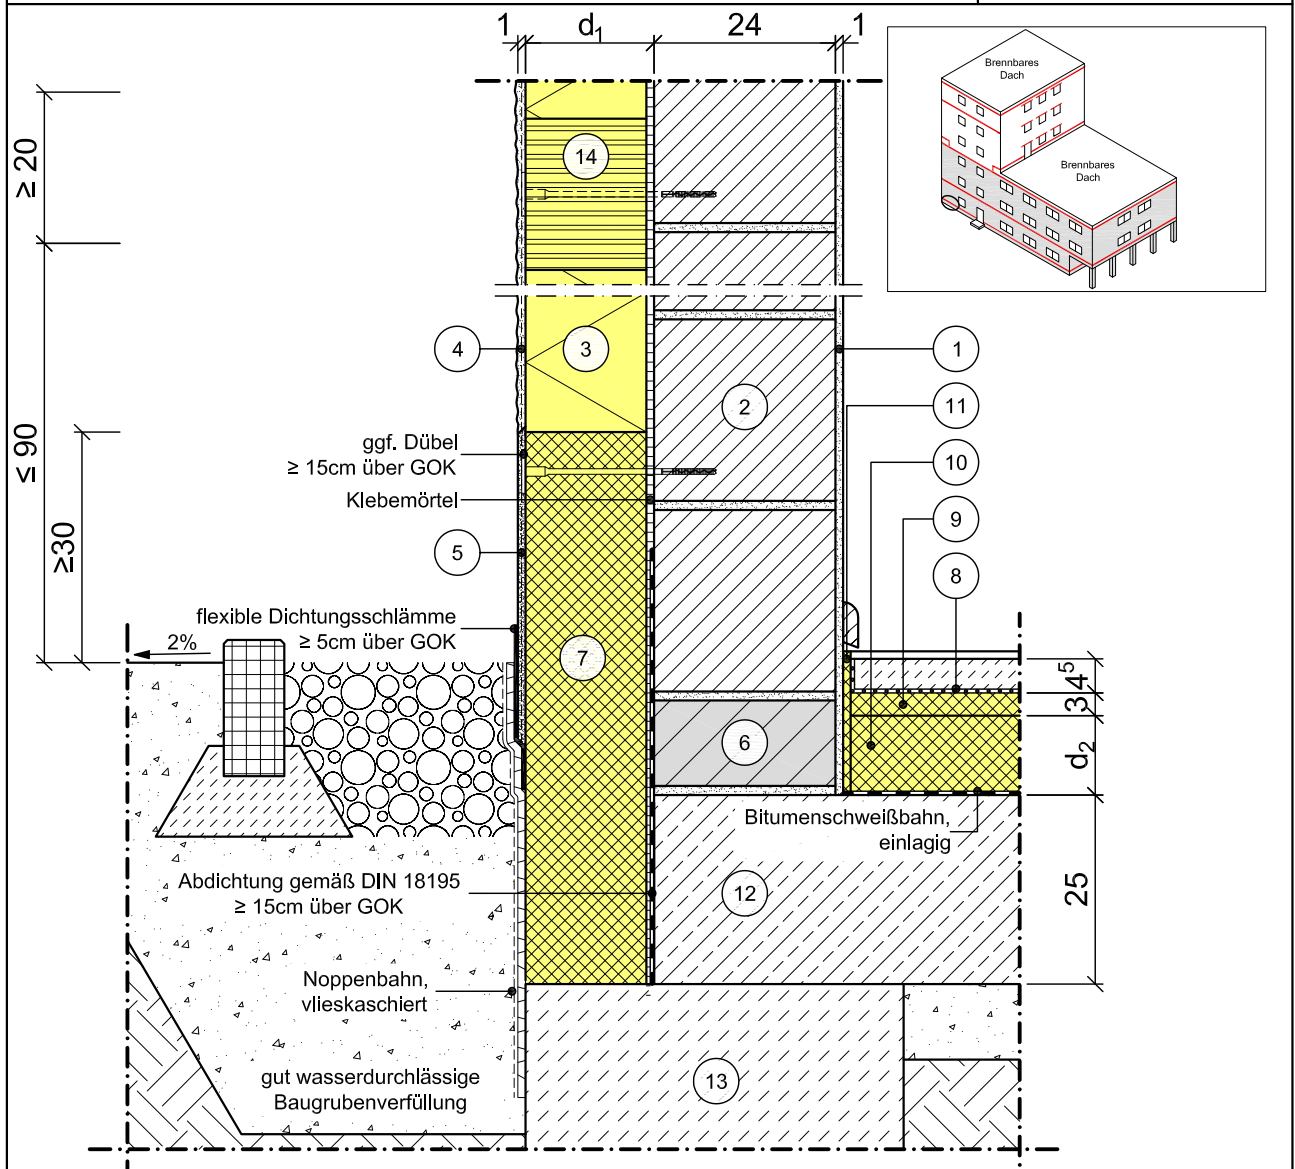 1
d₁
24
1
Brennbares
Dach
Brennbares
Dach
≥ 20
14
≤ 90
4
3
1
2
11
ggf. Dübel
≥ 15cm über GOK
10
Klebemörtel
≥30
9
5
8
flexible Dichtungsschlämme
≥ 5cm über GOK
2%
7
4⁵
3
6
d₂
Bitumenschweißbahn,
einlagig
Abdichtung gemäß DIN 18195
≥ 15cm über GOK
12
25
Noppenbahn,
vlieskaschiert
gut wasserdurchlässige
Baugrubenverfüllung
13